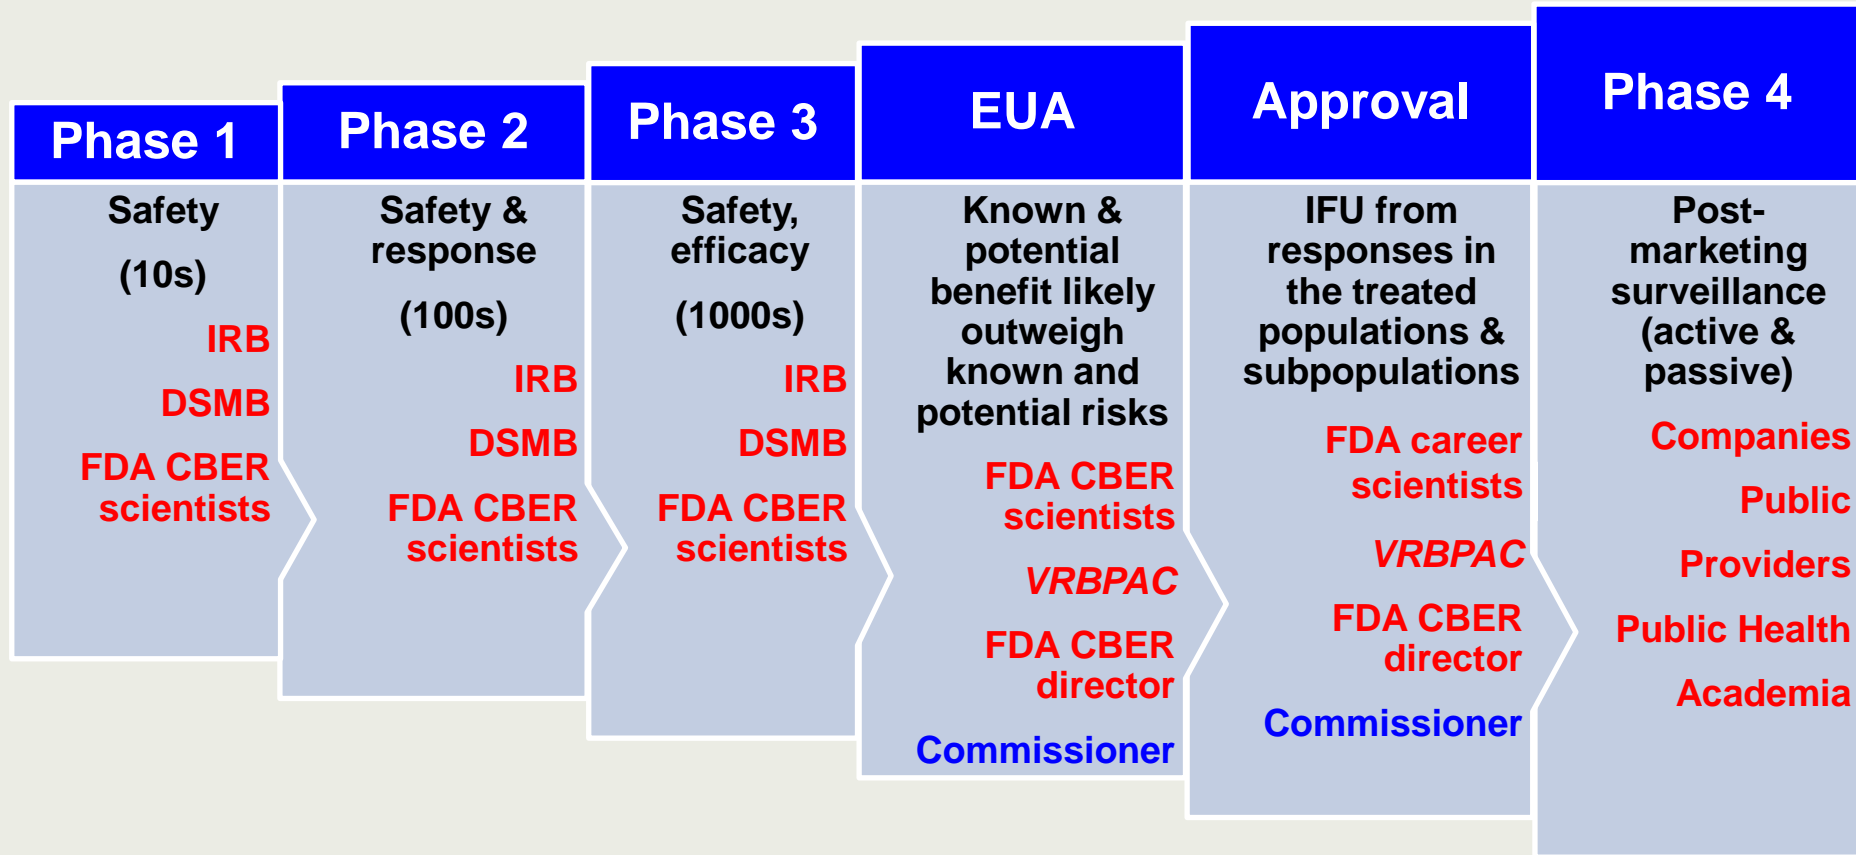 Phase 1
Safety
(10s)
IRB
DSMB
FDA CBER
scientists
Phase 2
Safety &
response
(100s)
IRB
DSMB
FDA CBER
scientists
Phase 3
Safety,
efficacy
(1000s)
IRB
DSMB
FDA CBER
scientists
EUA
Known &
potential
benefit likely
outweigh
known and
potential risks
FDA CBER
scientists
VRBPAC
FDA CBER
director
Commissioner
Approval
IFU from
responses in
the treated
populations &
subpopulations
FDA career
scientists
VRBPAC
FDA CBER
director
Commissioner
Phase 4
Post-
marketing
surveillance
(active &
passive)
Companies
Public
Providers
Public Health
Academia